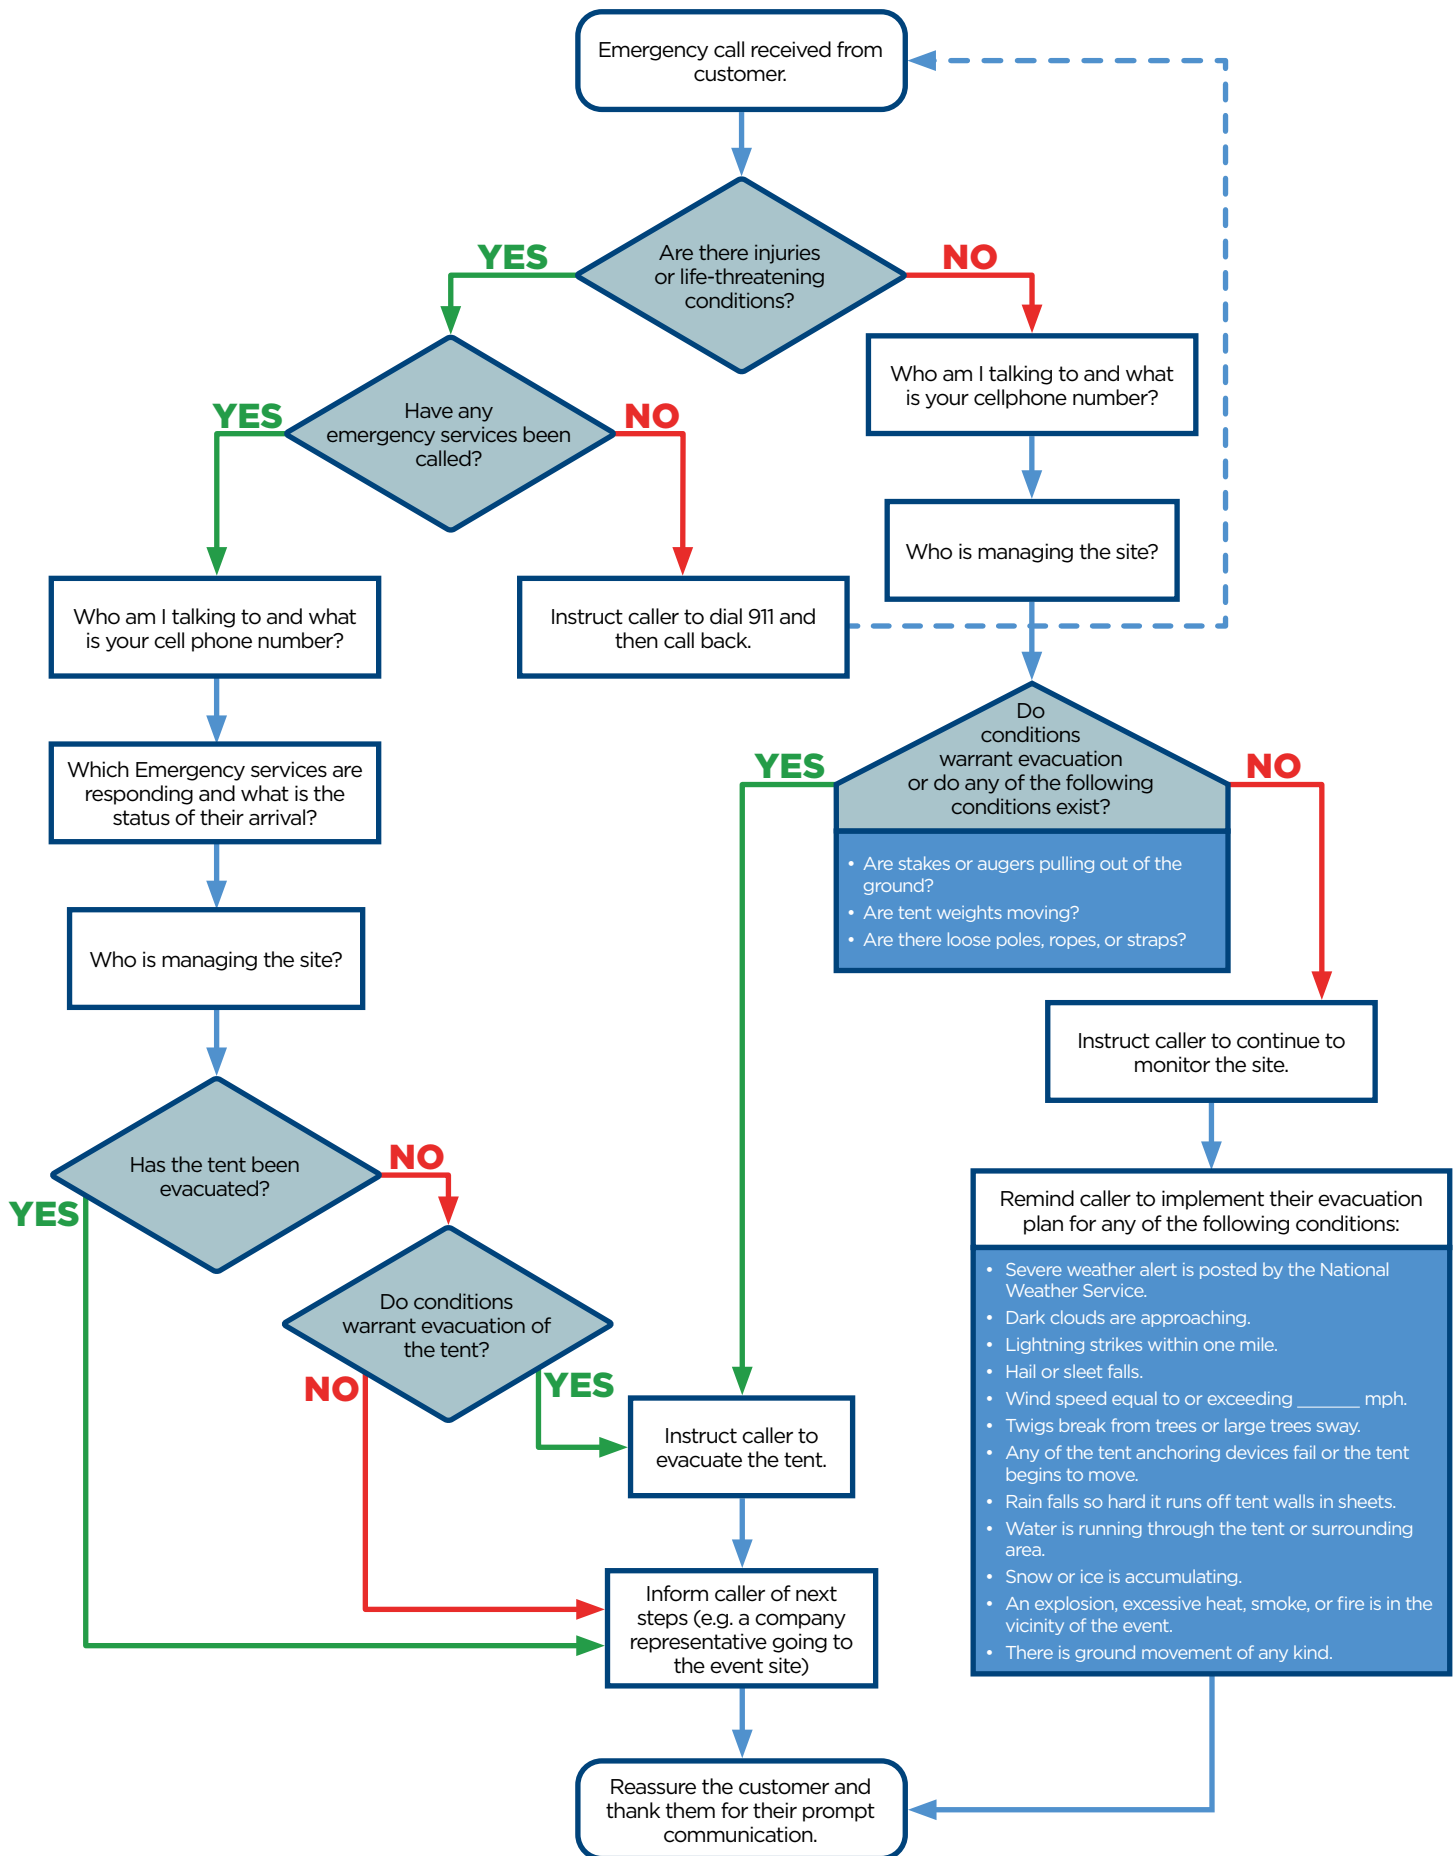 Emergency call received from
customer.
Are there injuries
or life-threatening
conditions?
YES
NO
Have any
emergency services been
called?
YES
NO
Who am I talking to and what
is your cellphone number?
Who is managing the site?
Who am I talking to and what
is your cell phone number?
Instruct caller to dial 911 and
then call back.
Which Emergency services are
responding and what is the
status of their arrival?
Do
conditions
warrant evacuation
or do any of the following
conditions exist?
YES
NO
• Are stakes or augers pulling out of the
ground?
• Are tent weights moving?
• Are there loose poles, ropes, or straps?
Who is managing the site?
Instruct caller to continue to
monitor the site.
Has the tent been
evacuated?
YES
NO
Do conditions
warrant evacuation of
the tent?
NO
YES
Remind caller to implement their evacuation
plan for any of the following conditions:
• Severe weather alert is posted by the National
Weather Service.
• Dark clouds are approaching.
• Lightning strikes within one mile.
• Hail or sleet falls.
• Wind speed equal to or exceeding ______ mph.
• Twigs break from trees or large trees sway.
• Any of the tent anchoring devices fail or the tent
begins to move.
• Rain falls so hard it runs off tent walls in sheets.
• Water is running through the tent or surrounding
area.
• Snow or ice is accumulating.
• An explosion, excessive heat, smoke, or fire is in the
vicinity of the event.
• There is ground movement of any kind.
Instruct caller to
evacuate the tent.
Inform caller of next
steps (e.g. a company
representative going to
the event site)
Reassure the customer and
thank them for their prompt
communication.